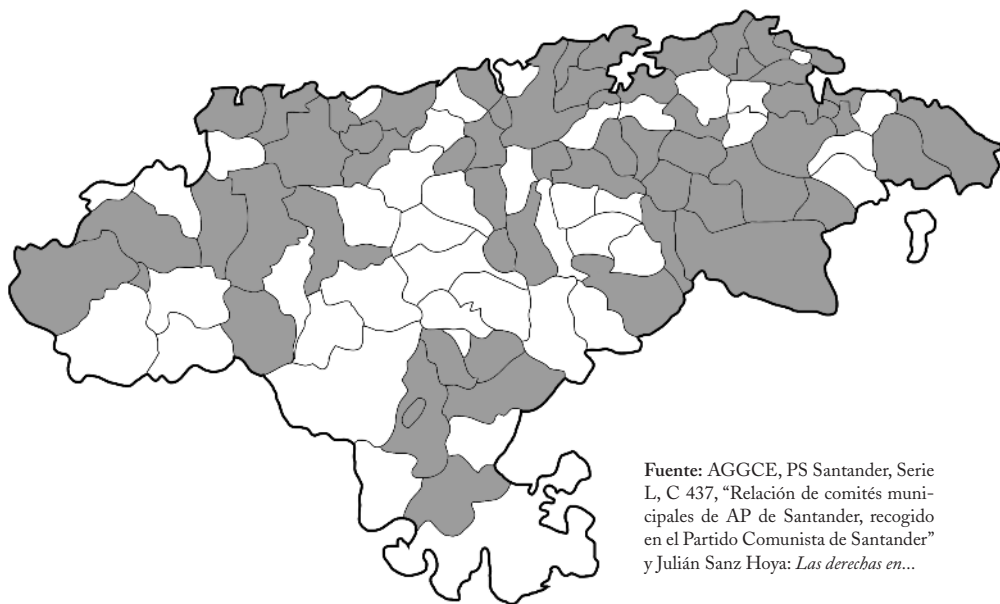 Fuente: AGGCE, PS Santander, Serie
L, C 437, “Relación de comités muni-
cipales de AP de Santander, recogido
en el Partido Comunista de Santander”
y Julián Sanz Hoya: Las derechas en...